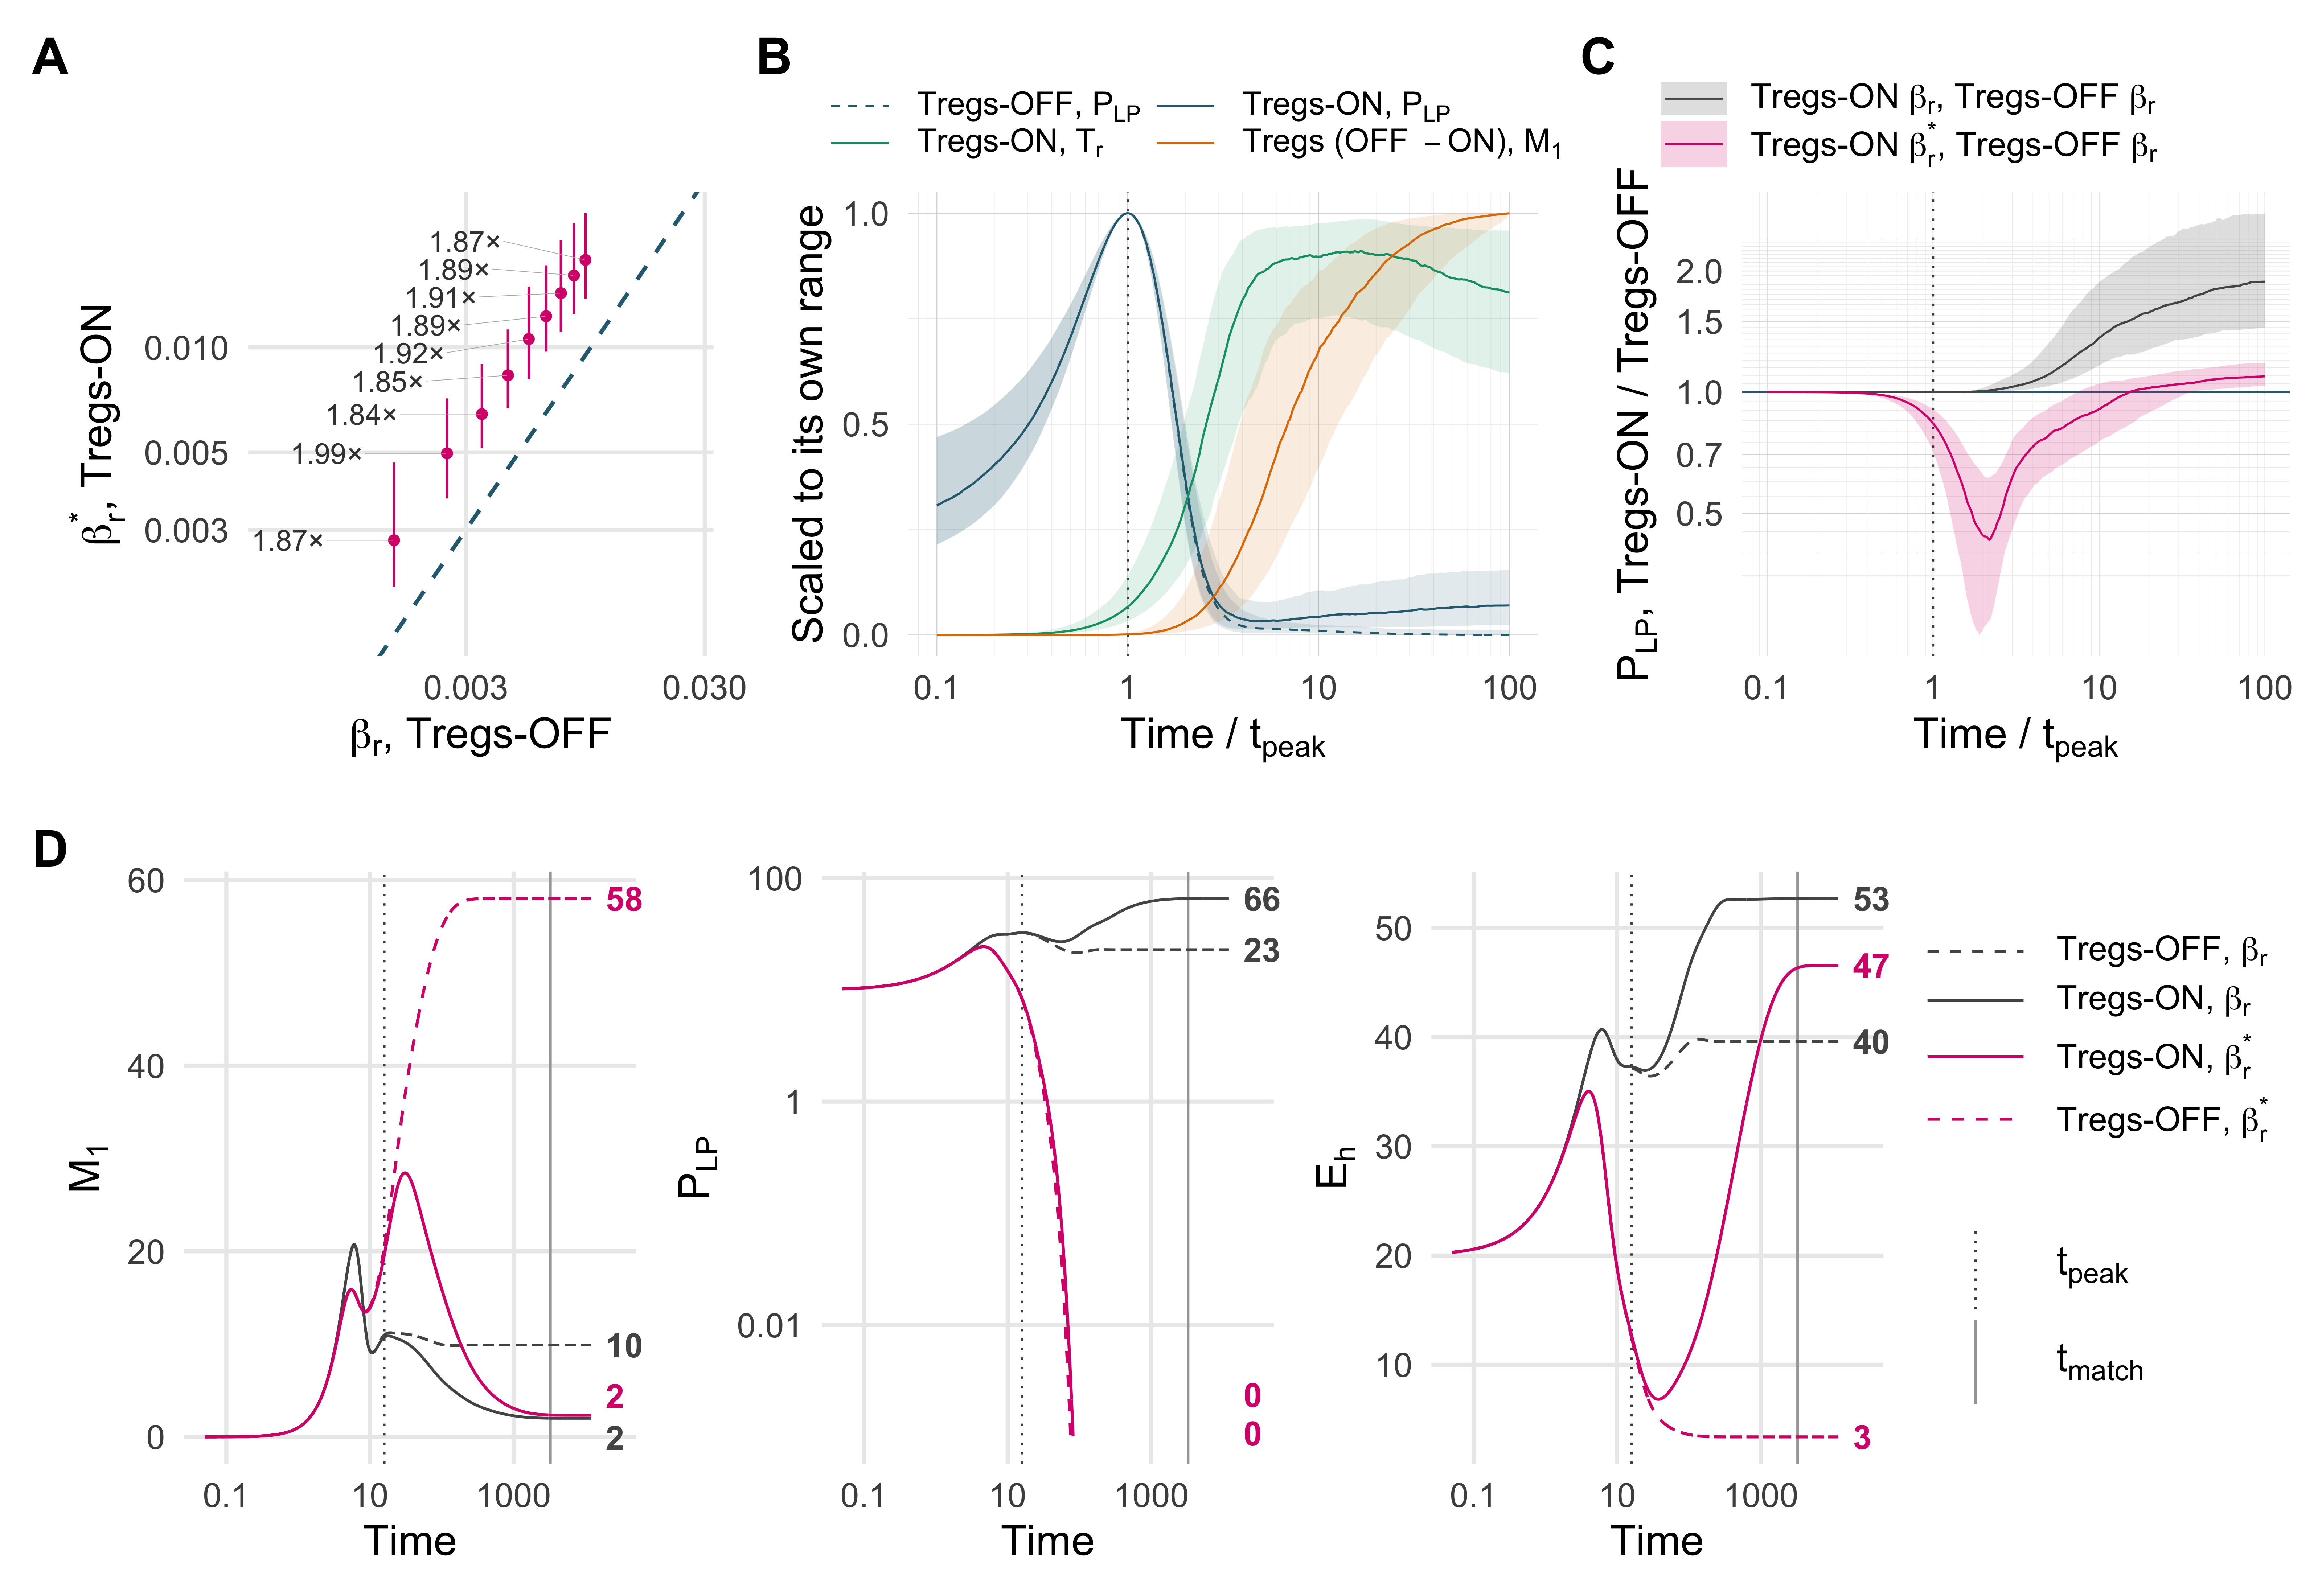 A
β*r, Tregs-ON
0.010
0.005
0.003
1.87×
1.89×
1.91×
1.89×
1.92×
1.85×
1.84×
1.99×
1.87×
0.003
0.030
βr, Tregs-OFF
B
Tregs-OFF, PLP
Tregs-ON, PLP
Tregs-ON, Tr
Tregs (OFF – ON), M1
Scaled to its own range
1.0
0.5
0.0
0.1
1
10
100
Time / tpeak
C
Tregs-ON βr, Tregs-OFF βr
Tregs-ON β*r, Tregs-OFF βr
PLP, Tregs-ON / Tregs-OFF
2.0
1.5
1.0
0.7
0.5
0.1
1
10
100
Time / tpeak
D
M1
60
40
20
0
58
10
2
2
0.1
10
1000
Time
PLP
100
1
0.01
66
23
0
0
0.1
10
1000
Time
Eh
50
40
30
20
10
53
47
40
3
0.1
10
1000
Time
Tregs-OFF, βr
Tregs-ON, βr
Tregs-ON, β*r
Tregs-OFF, β*r
tpeak
tmatch